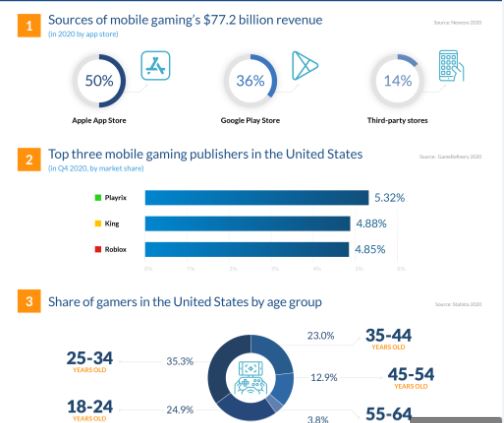 1 Sources of mobile gaming's $77.2 billion revenue
(in 2020 by app store)
Source: Newzoo 2020
50% 36% 14%
Apple App Store Google Play Store Third-party stores
2 Top three mobile gaming publishers in the United States
(in Q4 2020, by market share)
Source: GameRefinery 2020
Playrix 5.32%
King 4.88%
Roblox 4.85%
0% 1% 2% 3% 4% 5% 6%
3 Share of gamers in the United States by age group
Source: Statista 2020
23.0% 35-44
YEARS OLD
25-34 35.3%
YEARS OLD
12.9% 45-54
YEARS OLD
18-24 24.9%
YEARS OLD
3.8% 55-64